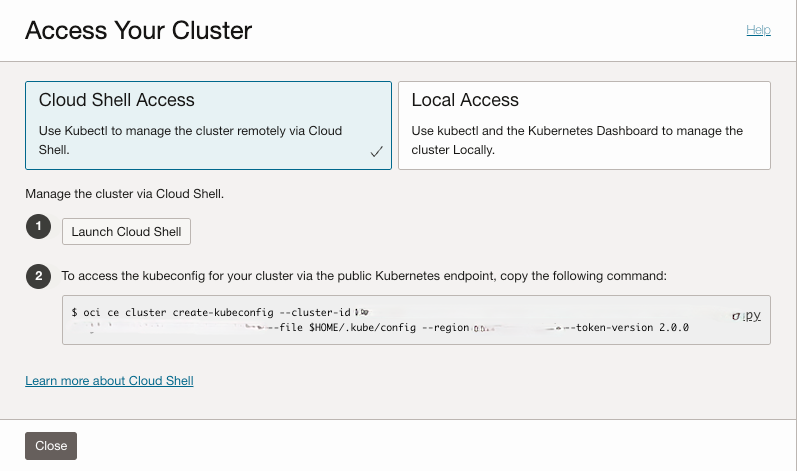 Access Your Cluster
Help
Cloud Shell Access
Use Kubectl to manage the cluster remotely via Cloud
Shell.
Local Access
Use kubectl and the Kubernetes Dashboard to manage the
cluster Locally.
Manage the cluster via Cloud Shell.
1
Launch Cloud Shell
2
To access the kubeconfig for your cluster via the public Kubernetes endpoint, copy the following command:
$ oci ce cluster create-kubeconfig --cluster-id
--file $HOME/.kube/config --region --token-version 2.0.0
Learn more about Cloud Shell
Close